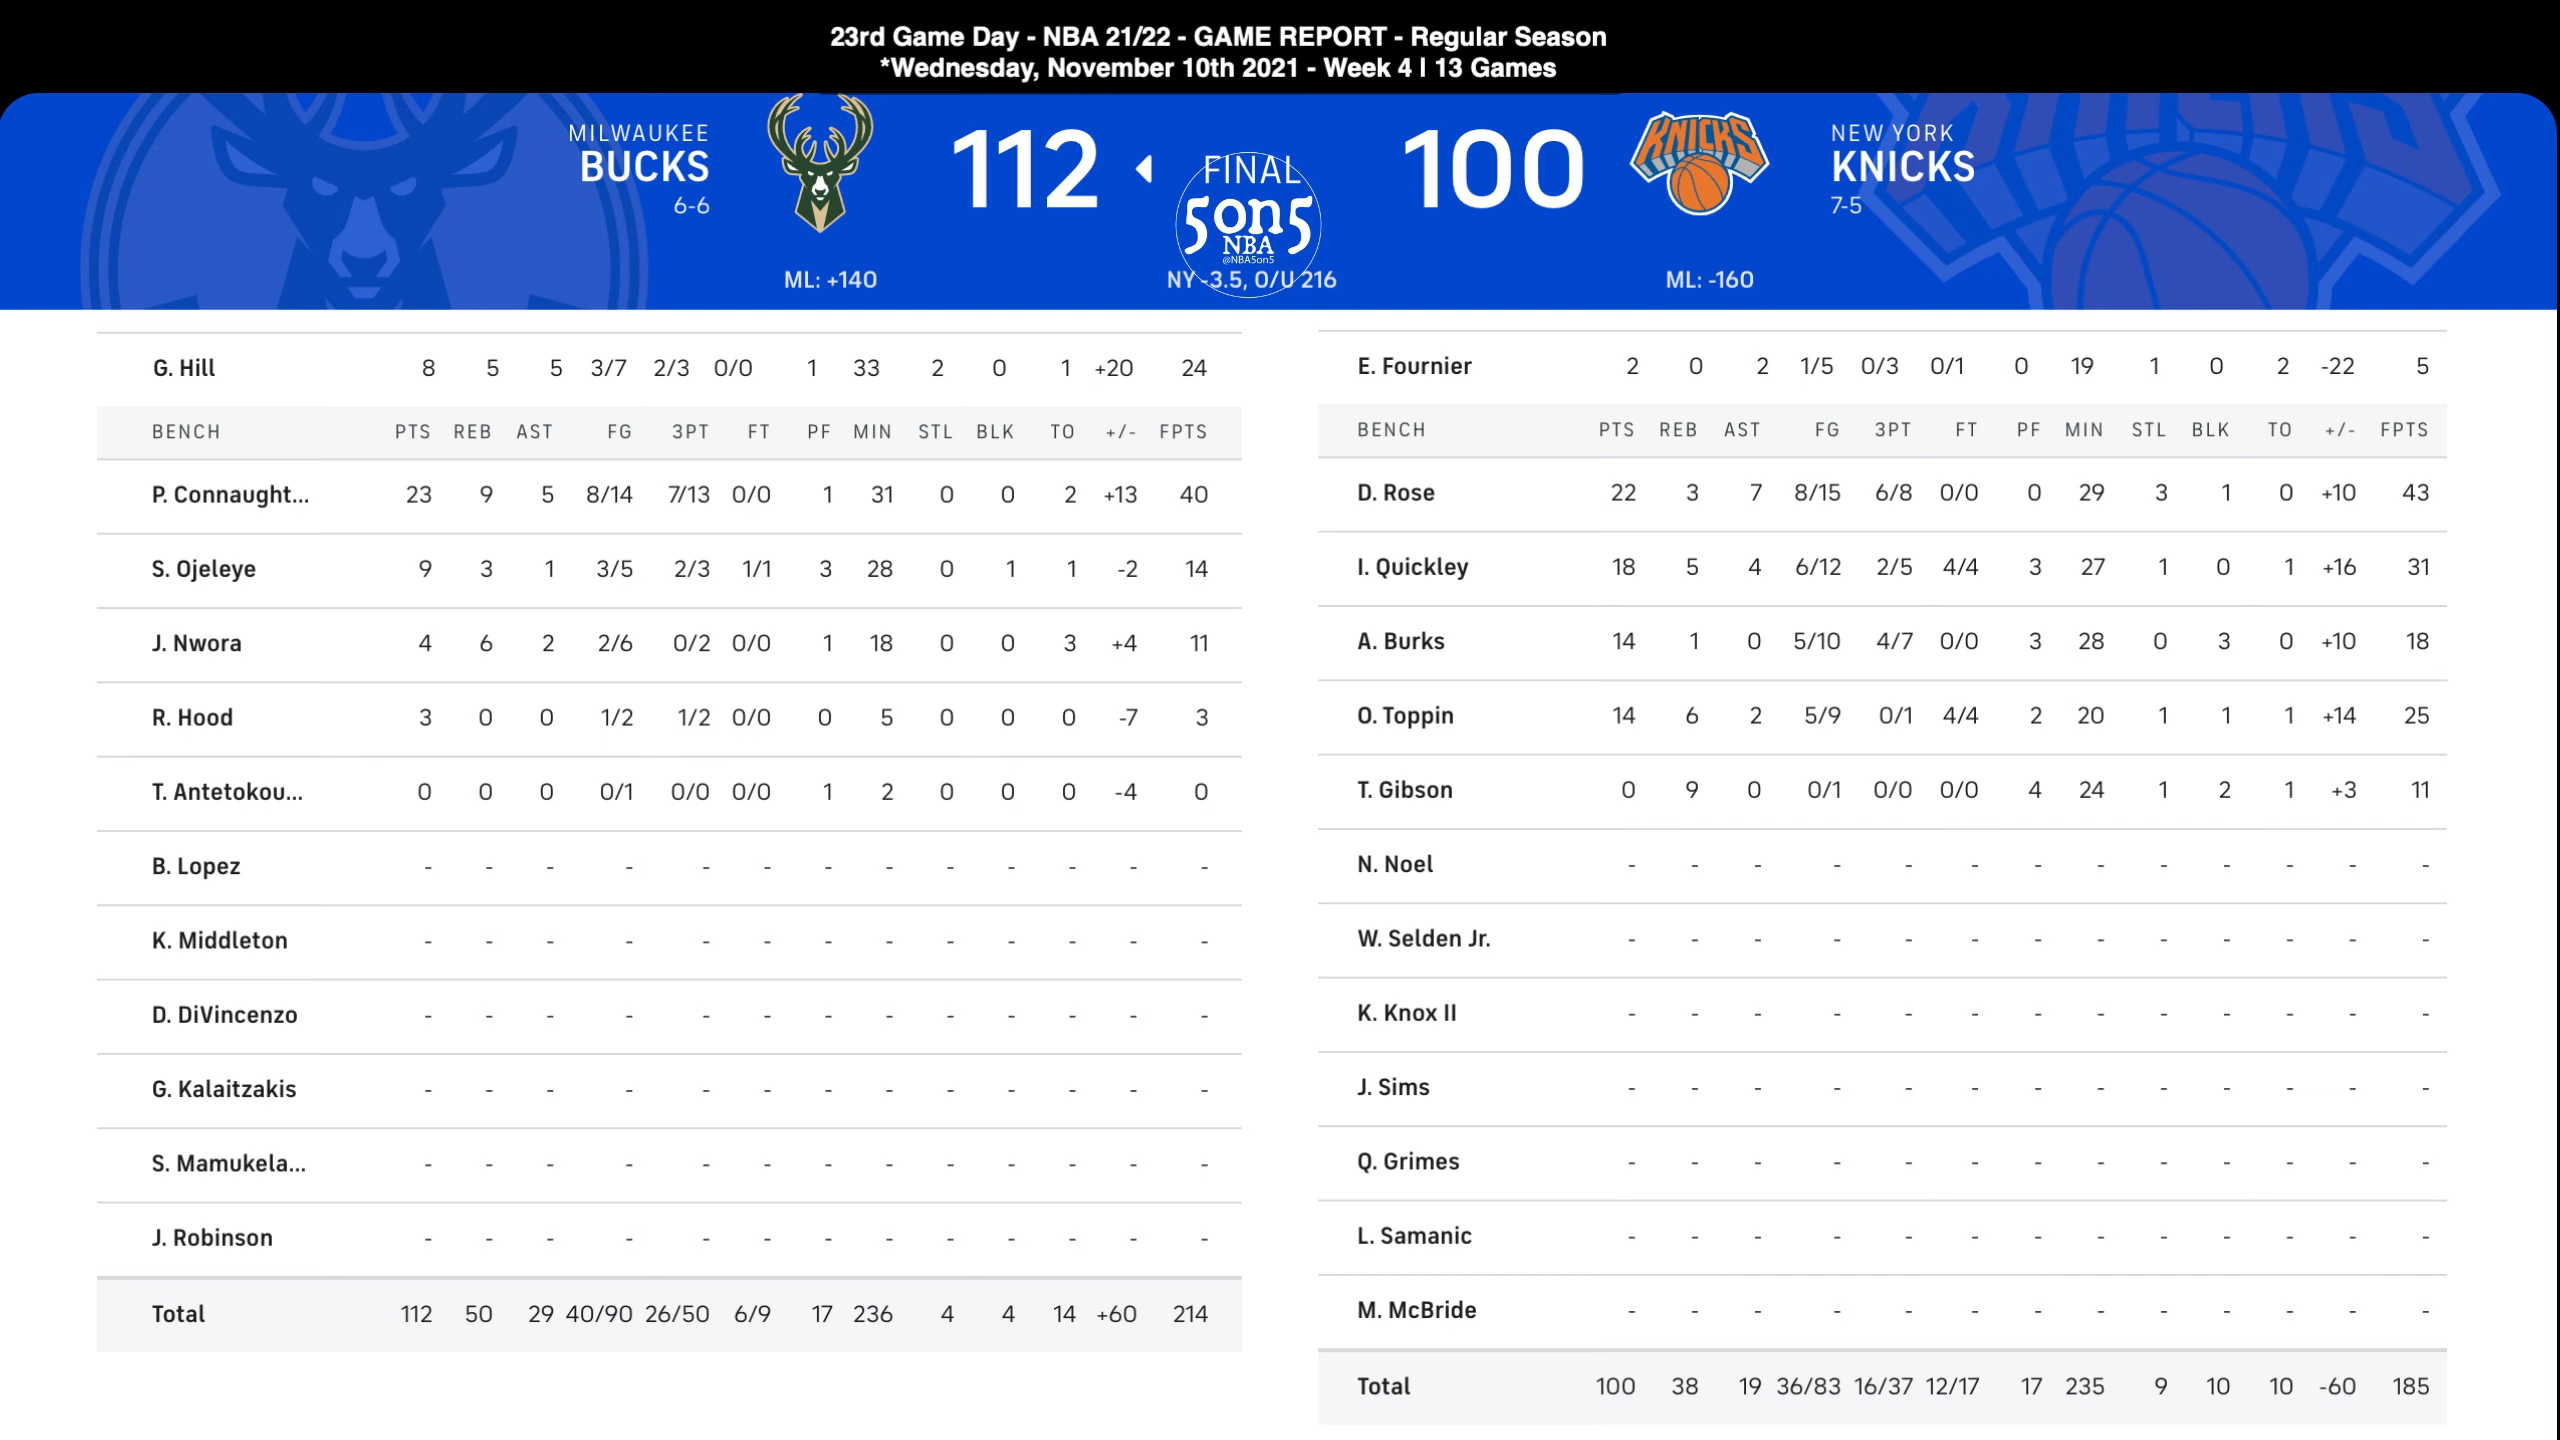 23rd Game Day - NBA 21/22 - GAME REPORT - Regular Season
*Wednesday, November 10th 2021 - Week 4 | 13 Games
MILWAUKEE
BUCKS
6-6
112
FINAL
5on5
NBA
@NBA5on5
100
KNICKS
NEW YORK
KNICKS
7-5
ML: +140
NY -3.5, O/U 216
ML: -160
G. Hill 8 5 5 3/7 2/3 0/0 1 33 2 0 1 +20 24
BENCH PTS REB AST FG 3PT FT PF MIN STL BLK TO +/- FPTS
P. Connaught... 23 9 5 8/14 7/13 0/0 1 31 0 0 2 +13 40
S. Ojeleye 9 3 1 3/5 2/3 1/1 3 28 0 1 1 -2 14
J. Nwora 4 6 2 2/6 0/2 0/0 1 18 0 0 3 +4 11
R. Hood 3 0 0 1/2 1/2 0/0 0 5 0 0 0 -7 3
T. Antetokou... 0 0 0 0/1 0/0 0/0 1 2 0 0 0 -4 0
B. Lopez - - - - - - - - - - - - -
K. Middleton - - - - - - - - - - - - -
D. DiVincenzo - - - - - - - - - - - - -
G. Kalaitzakis - - - - - - - - - - - - -
S. Mamukela... - - - - - - - - - - - - -
J. Robinson - - - - - - - - - - - - -
Total 112 50 29 40/90 26/50 6/9 17 236 4 4 14 +60 214
E. Fournier 2 0 2 1/5 0/3 0/1 0 19 1 0 2 -22 5
BENCH PTS REB AST FG 3PT FT PF MIN STL BLK TO +/- FPTS
D. Rose 22 3 7 8/15 6/8 0/0 0 29 3 1 0 +10 43
I. Quickley 18 5 4 6/12 2/5 4/4 3 27 1 0 1 +16 31
A. Burks 14 1 0 5/10 4/7 0/0 3 28 0 3 0 +10 18
O. Toppin 14 6 2 5/9 0/1 4/4 2 20 1 1 1 +14 25
T. Gibson 0 9 0 0/1 0/0 0/0 4 24 1 2 1 +3 11
N. Noel - - - - - - - - - - - - -
W. Selden Jr. - - - - - - - - - - - - -
K. Knox II - - - - - - - - - - - - -
J. Sims - - - - - - - - - - - - -
Q. Grimes - - - - - - - - - - - - -
L. Samanic - - - - - - - - - - - - -
M. McBride - - - - - - - - - - - - -
Total 100 38 19 36/83 16/37 12/17 17 235 9 10 10 -60 185